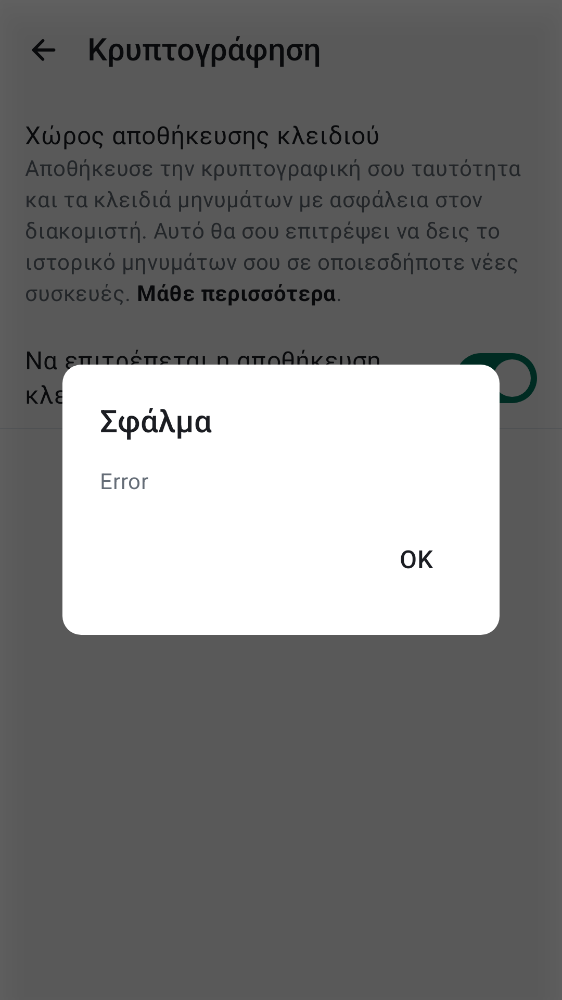 Κρυπτογράφηση
Χώρος αποθήκευσης κλειδιού
Αποθήκευσε την κρυπτογραφική σου ταυτότητα
και τα κλειδιά μηνυμάτων με ασφάλεια στον
διακομιστή. Αυτό θα σου επιτρέψει να δεις το
ιστορικό μηνυμάτων σου σε οποιεσδήποτε νέες
συσκευές. Μάθε περισσότερα.
Να επιτρέπεται η αποθήκευση
Σφάλμα
Error
OK